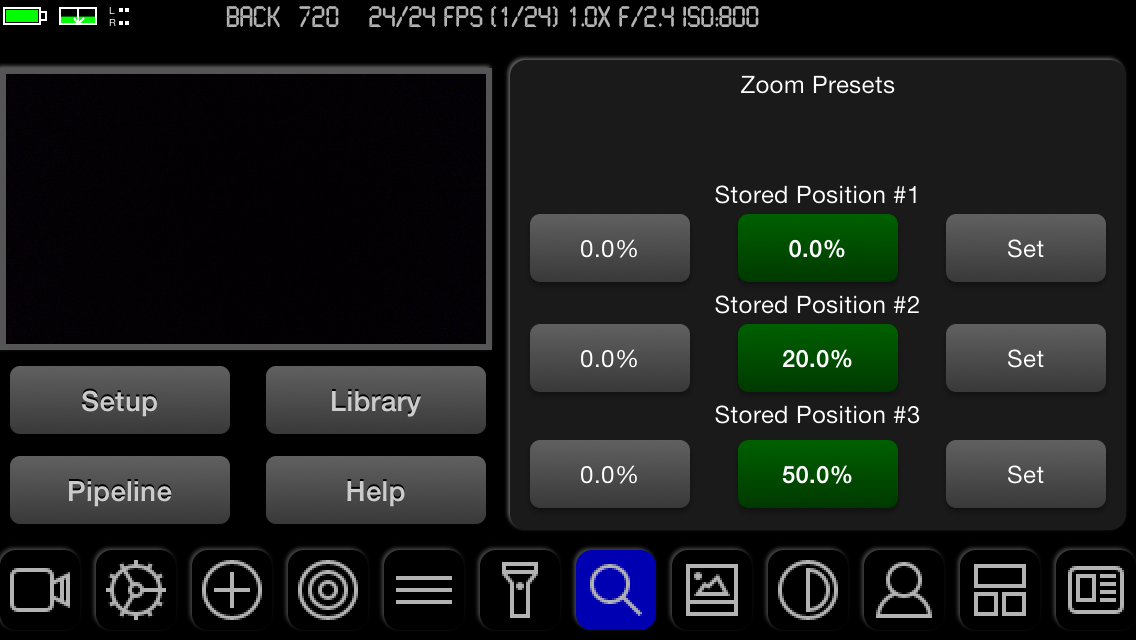 L
R
BACK 720 24/24 FPS (1/24) 1.0X F/2.4 ISO:800
Zoom Presets
Stored Position #1
0.0% 0.0% Set
Stored Position #2
0.0% 20.0% Set
Stored Position #3
0.0% 50.0% Set
Setup Library
Pipeline Help